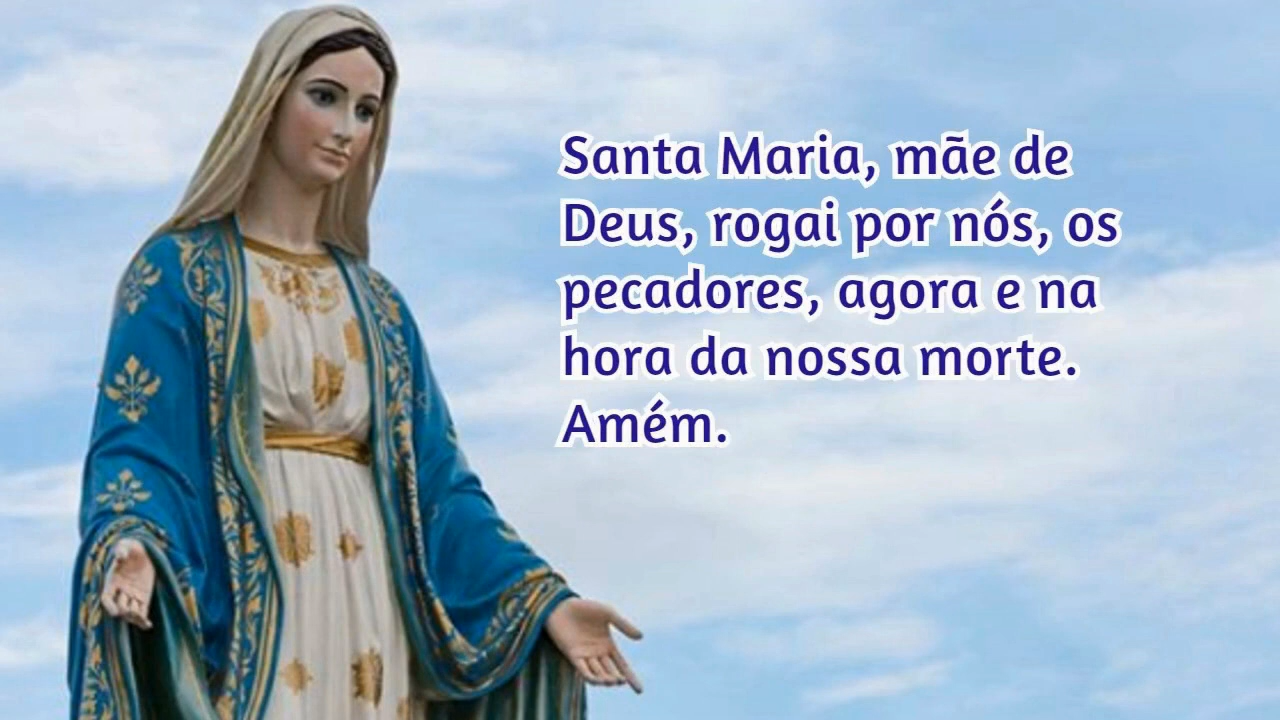 Santa Maria, mãe de
Deus, rogai por nós, os
pecadores, agora e na
hora da nossa morte.
Amém.